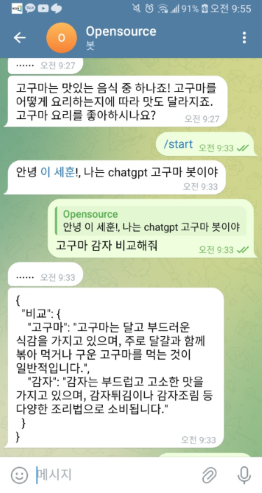 91% 오전 9:55
Opensource
봇
...... 오전 9:27
고구마는 맛있는 음식 중 하나죠! 고구마를
어떻게 요리하는지에 따라 맛도 달라지죠.
고구마 요리를 좋아하시나요?
오전 9:27
/start 오전 9:33
안녕 이 세훈!, 나는 chatgpt 고구마 봇이야
오전 9:33
Opensource
안녕 이 세훈!, 나는 chatgpt 고구마 봇이야
고구마 감자 비교해줘
오전 9:33
...... 오전 9:33
{
"비교": {
"고구마": "고구마는 달고 부드러운
식감을 가지고 있으며, 주로 달걀과 함께
볶아 먹거나 구운 고구마를 먹는 것이
일반적입니다.",
"감자": "감자는 부드럽고 고소한 맛을
가지고 있으며, 감자튀김이나 감자조림 등
다양한 조리법으로 소비됩니다."
}
}
오전 9:33
메시지